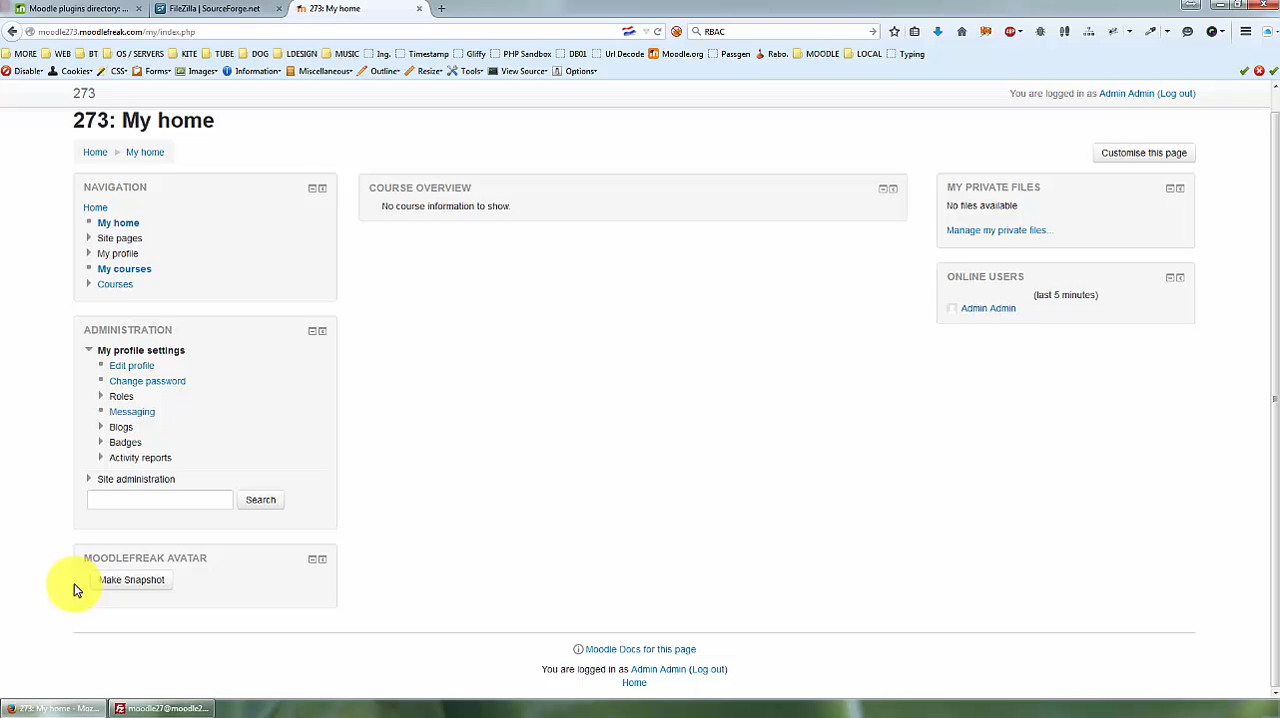 Moodle plugins directory: ...
FileZilla | SourceForge.net
273: My home
moodle273.moodlefreak.com/my/index.php
RBAC
MORE WEB BT OS / SERVERS KITE TUBE DOG LDESIGN MUSIC Ing. Timestamp Gliffy PHP Sandbox DB01 Url Decode Moodle.org Passgen Rabo. MOODLE LOCAL Typing
Disable Cookies CSS Forms Images Information Miscellaneous Outline Resize Tools View Source Options
273
You are logged in as Admin Admin (Log out)
273: My home
Home My home
Customise this page
NAVIGATION
Home
My home
Site pages
My profile
My courses
Courses
ADMINISTRATION
My profile settings
Edit profile
Change password
Roles
Messaging
Blogs
Badges
Activity reports
Site administration
Search
MOODLEFREAK AVATAR
Make Snapshot
COURSE OVERVIEW
No course information to show.
MY PRIVATE FILES
No files available
Manage my private files...
ONLINE USERS
(last 5 minutes)
Admin Admin
Moodle Docs for this page
You are logged in as Admin Admin (Log out)
Home
273: My home - Moz...
moodle27@moodle2...